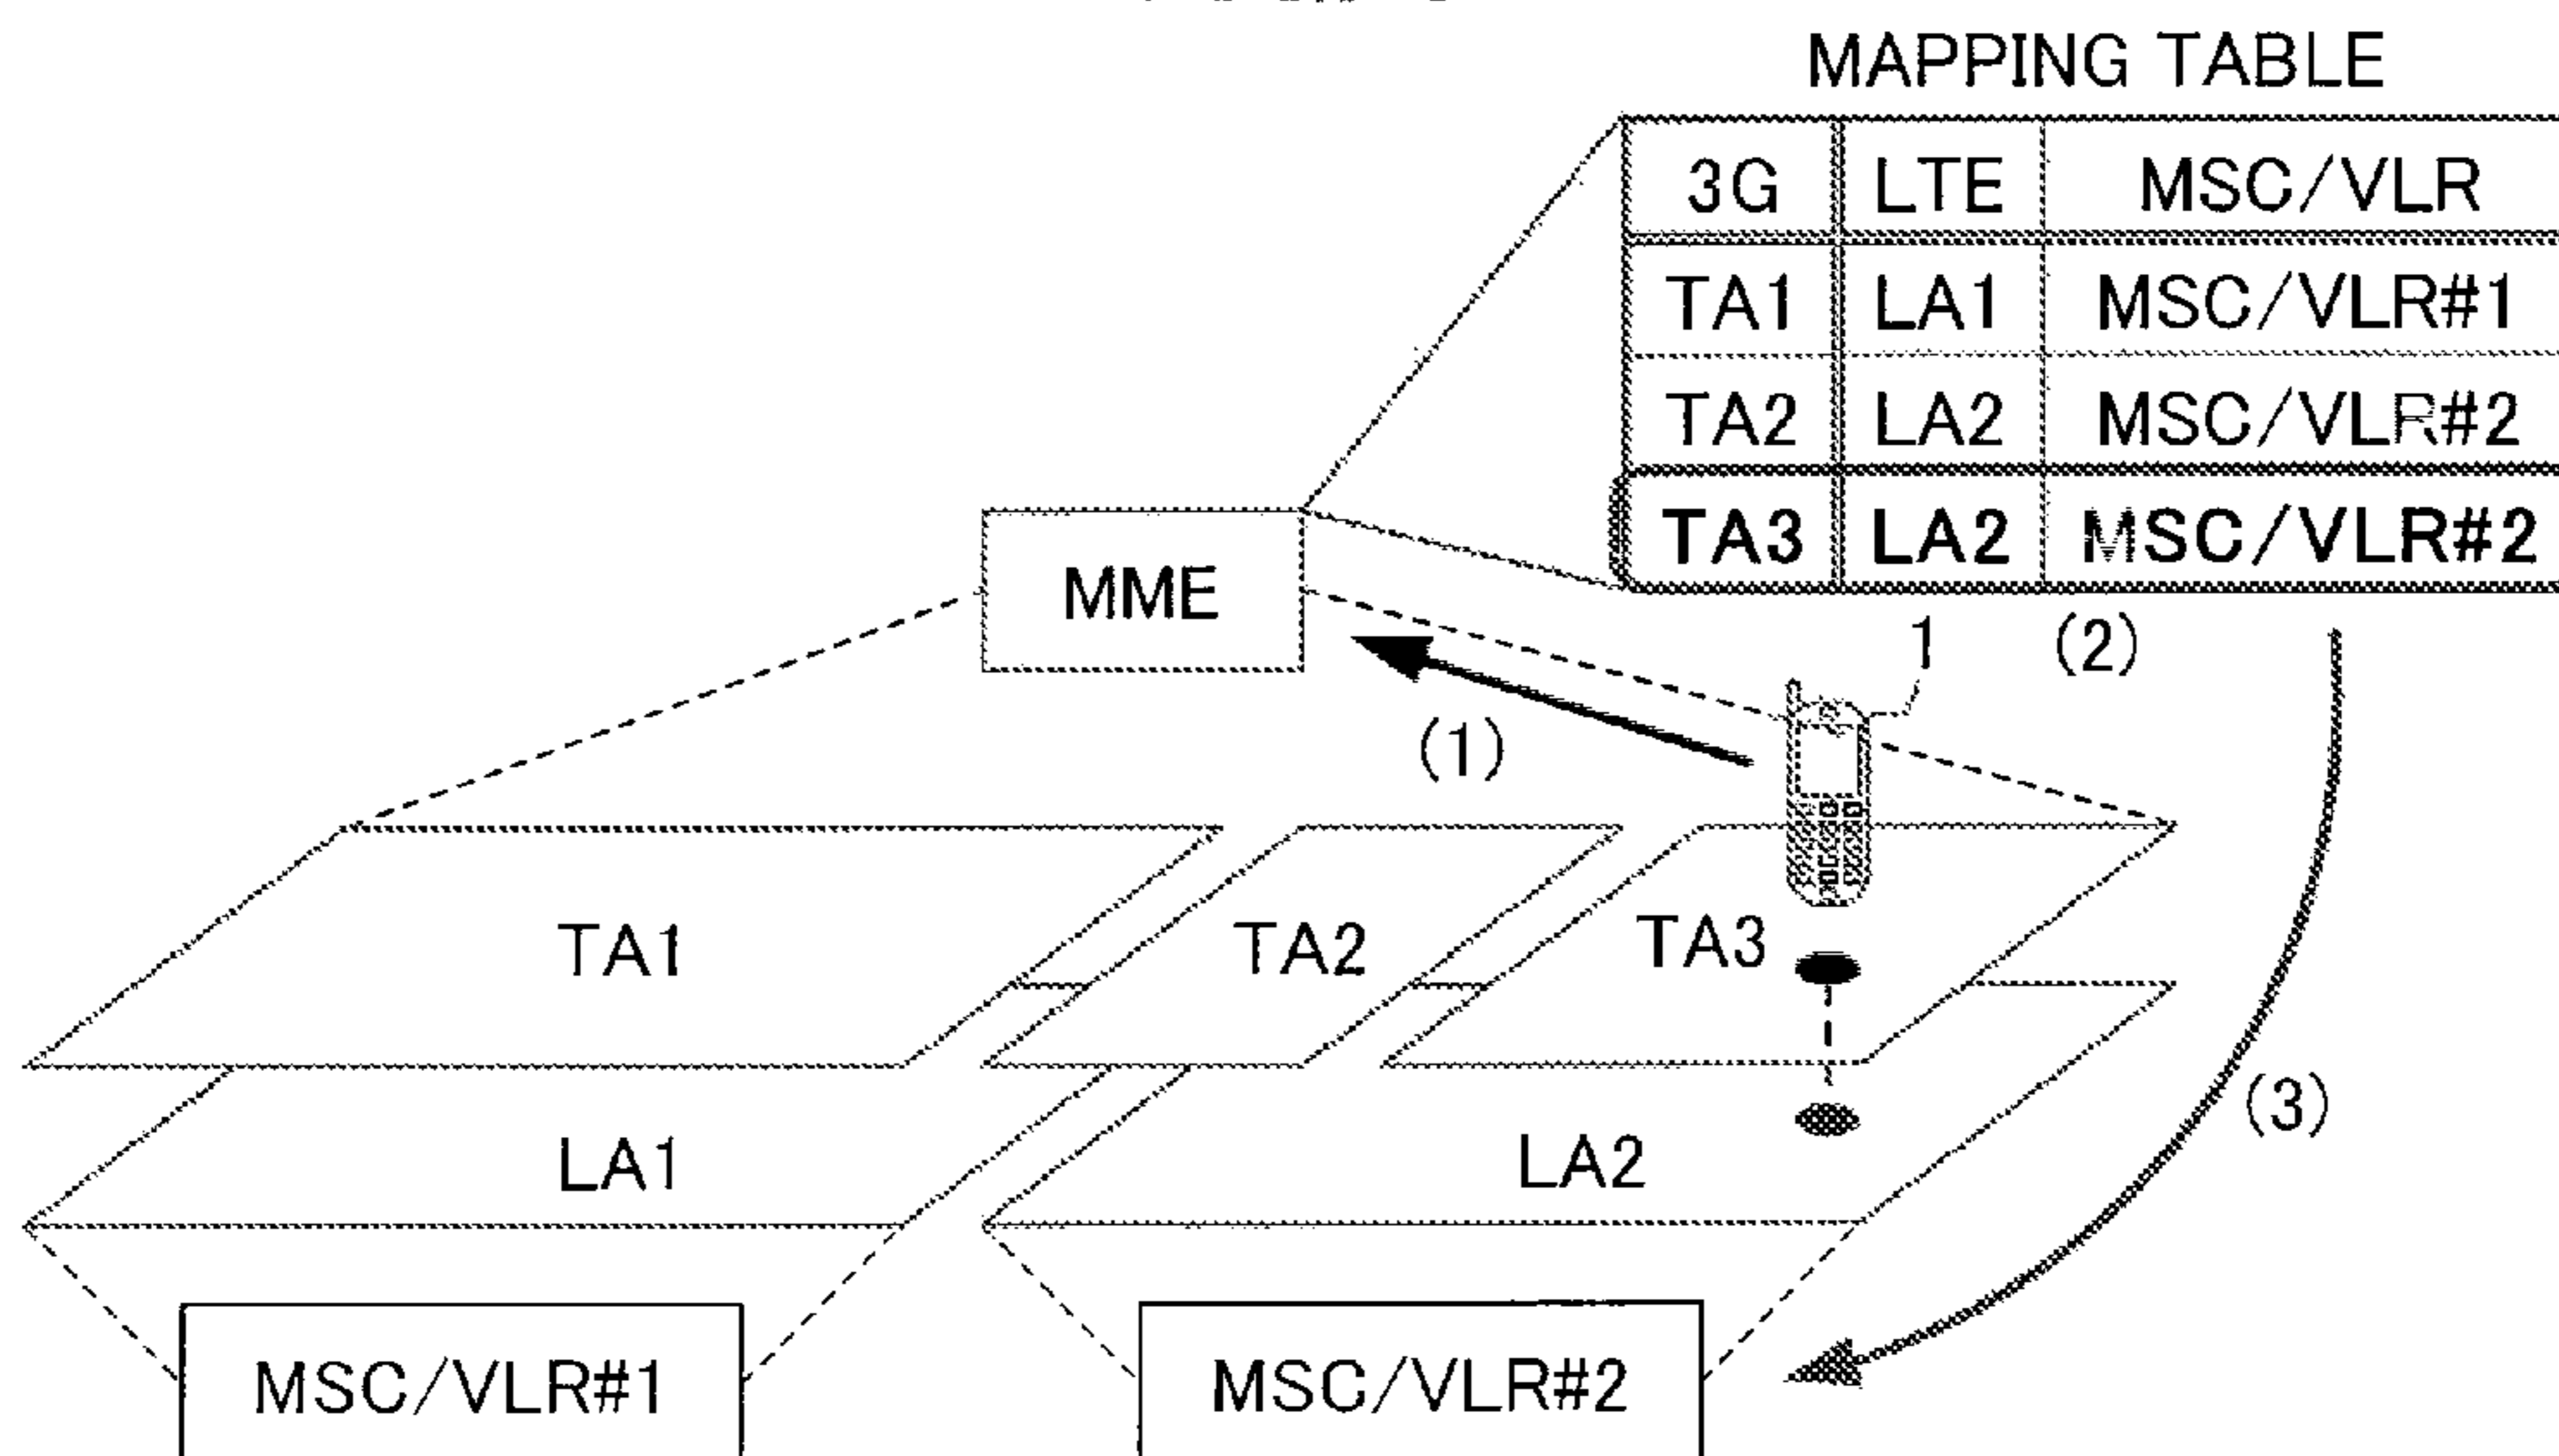 MAPPING TABLE
3G LTE MSC/VLR
TA1 LA1 MSC/VLR#1
TA2 LA2 MSC/VLR#2
TA3 LA2 MSC/VLR#2
MME
1
(2)
(1)
TA1
TA2
TA3
(3)
LA1
LA2
MSC/VLR#1
MSC/VLR#2